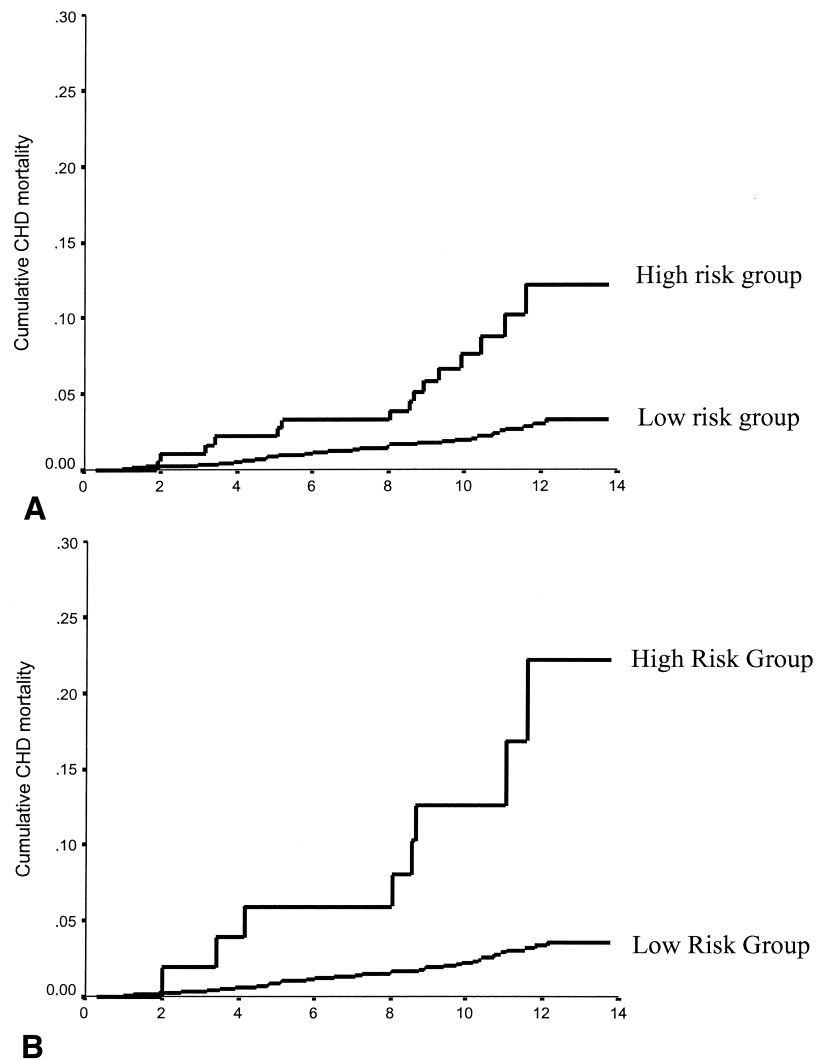 .30
.25
.20
.15
.10
.05
0.00
Cumulative CHD mortality
High risk group
Low risk group
0 2 4 6 8 10 12 14
A
.30
.25
.20
.15
.10
.05
0.00
Cumulative CHD mortality
High Risk Group
Low Risk Group
0 2 4 6 8 10 12 14
B